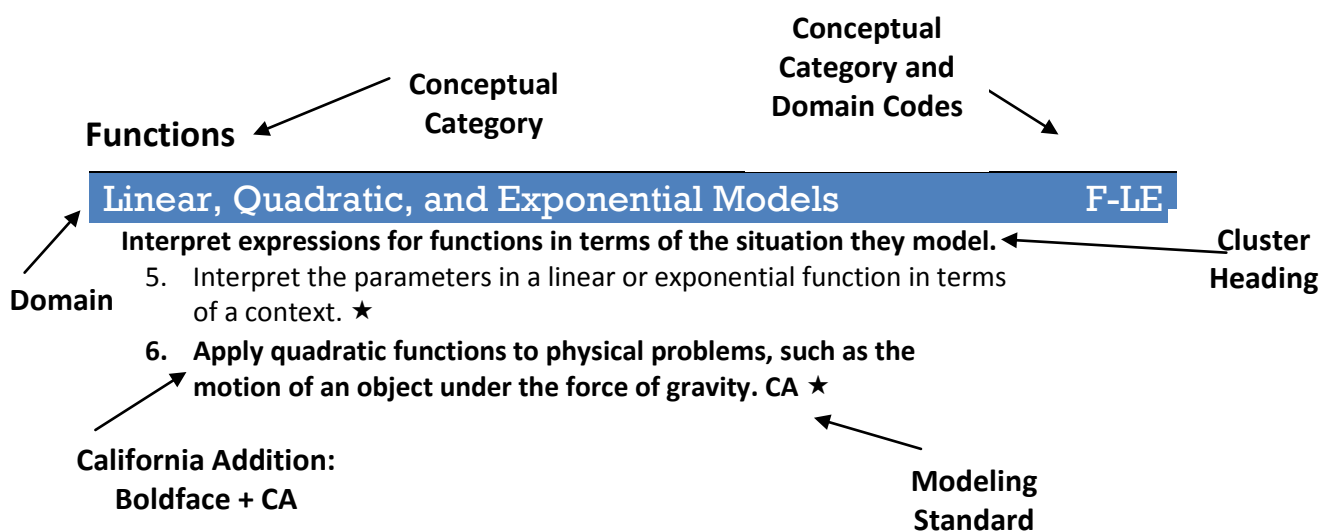 Conceptual
Category and
Domain Codes
Conceptual
Category
Functions
Linear, Quadratic, and Exponential Models F-LE
Interpret expressions for functions in terms of the situation they model.
Cluster
Heading
5. Interpret the parameters in a linear or exponential function in terms
of a context. ★
Domain
6. Apply quadratic functions to physical problems, such as the
motion of an object under the force of gravity. CA ★
California Addition:
Boldface + CA
Modeling
Standard